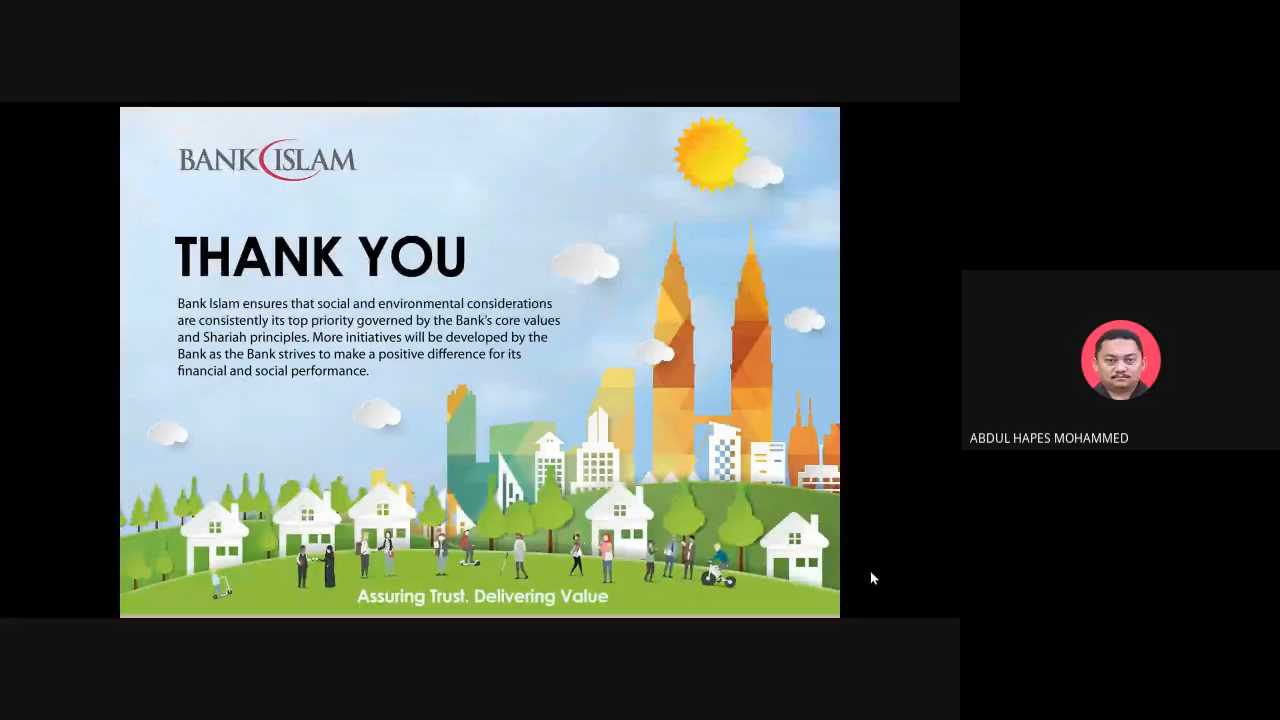 BANK ISLAM
THANK YOU
Bank Islam ensures that social and environmental considerations
are consistently its top priority governed by the Bank's core values
and Shariah principles. More initiatives will be developed by the
Bank as the Bank strives to make a positive difference for its
financial and social performance.
Assuring Trust. Delivering Value
ABDUL HAPES MOHAMMED